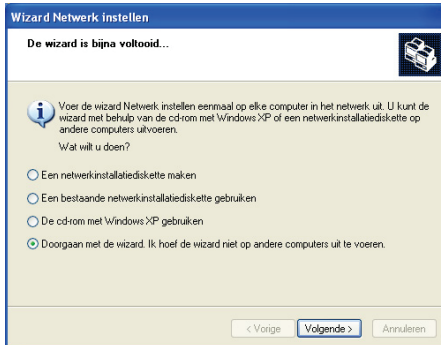 Wizard Netwerk instellen
De wizard is bijna voltooid...
Voer de wizard Netwerk instellen eenmaal op elke computer in het netwerk uit. U kunt de
wizard met behulp van de cd-rom met Windows XP of een netwerkinstallatiediskette op
andere computers uitvoeren.
Wat wilt u doen?
Een netwerkinstallatiediskette maken
Een bestaande netwerkinstallatiediskette gebruiken
De cd-rom met Windows XP gebruiken
Doorgaan met de wizard. Ik hoef de wizard niet op andere computers uit te voeren.
< Vorige Volgende > Annuleren